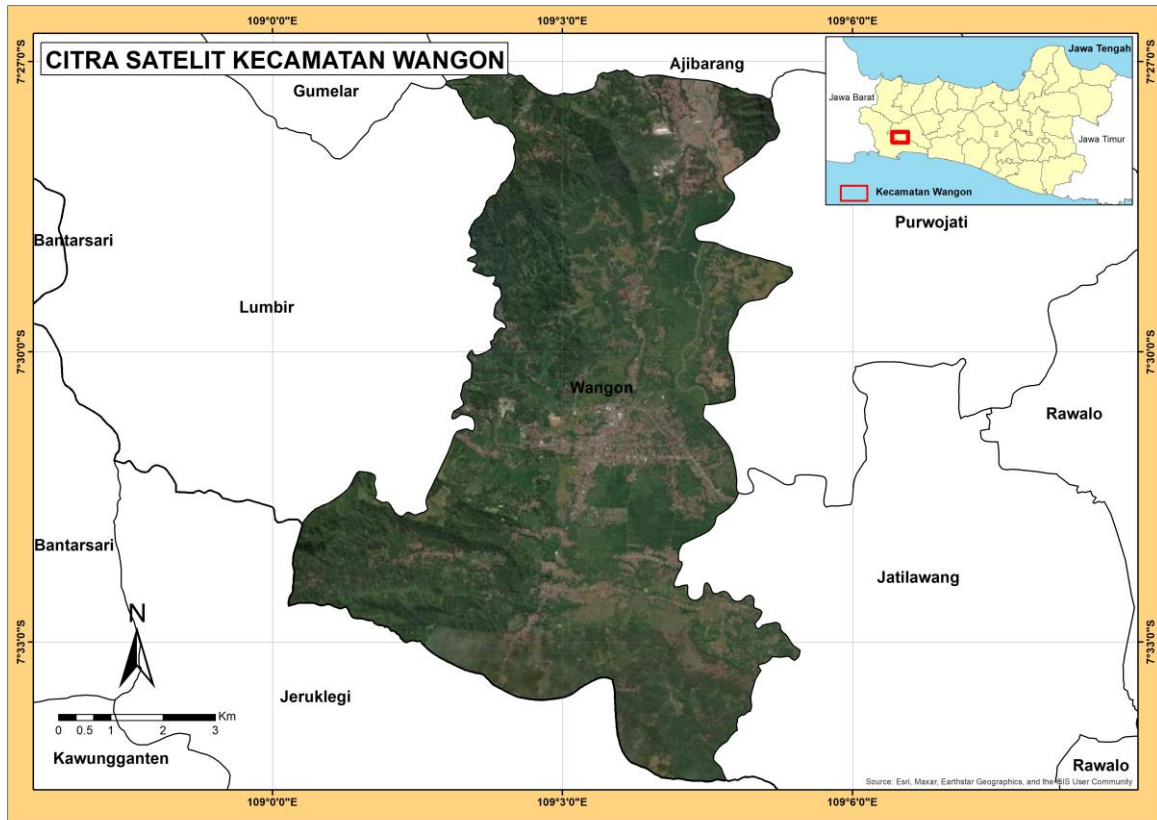 109°0'0"E
109°3'0"E
109°6'0"E
CITRA SATELIT KECAMATAN WANGON
Jawa Tengah
Jawa Barat
Jawa Timur
Kecamatan Wangon
7°27'0"S
7°27'0"S
Gumelar
Ajibarang
Purwojati
Bantarsari
Lumbir
7°30'0"S
7°30'0"S
Wangon
Rawalo
Bantarsari
Jatilawang
N
7°33'0"S
7°33'0"S
Jeruklegi
Km
0 0.5 1 2 3
Kawungganten
Rawalo
Source: Esri, Maxar, Earthstar Geographics, and the GIS User Community
109°0'0"E
109°3'0"E
109°6'0"E